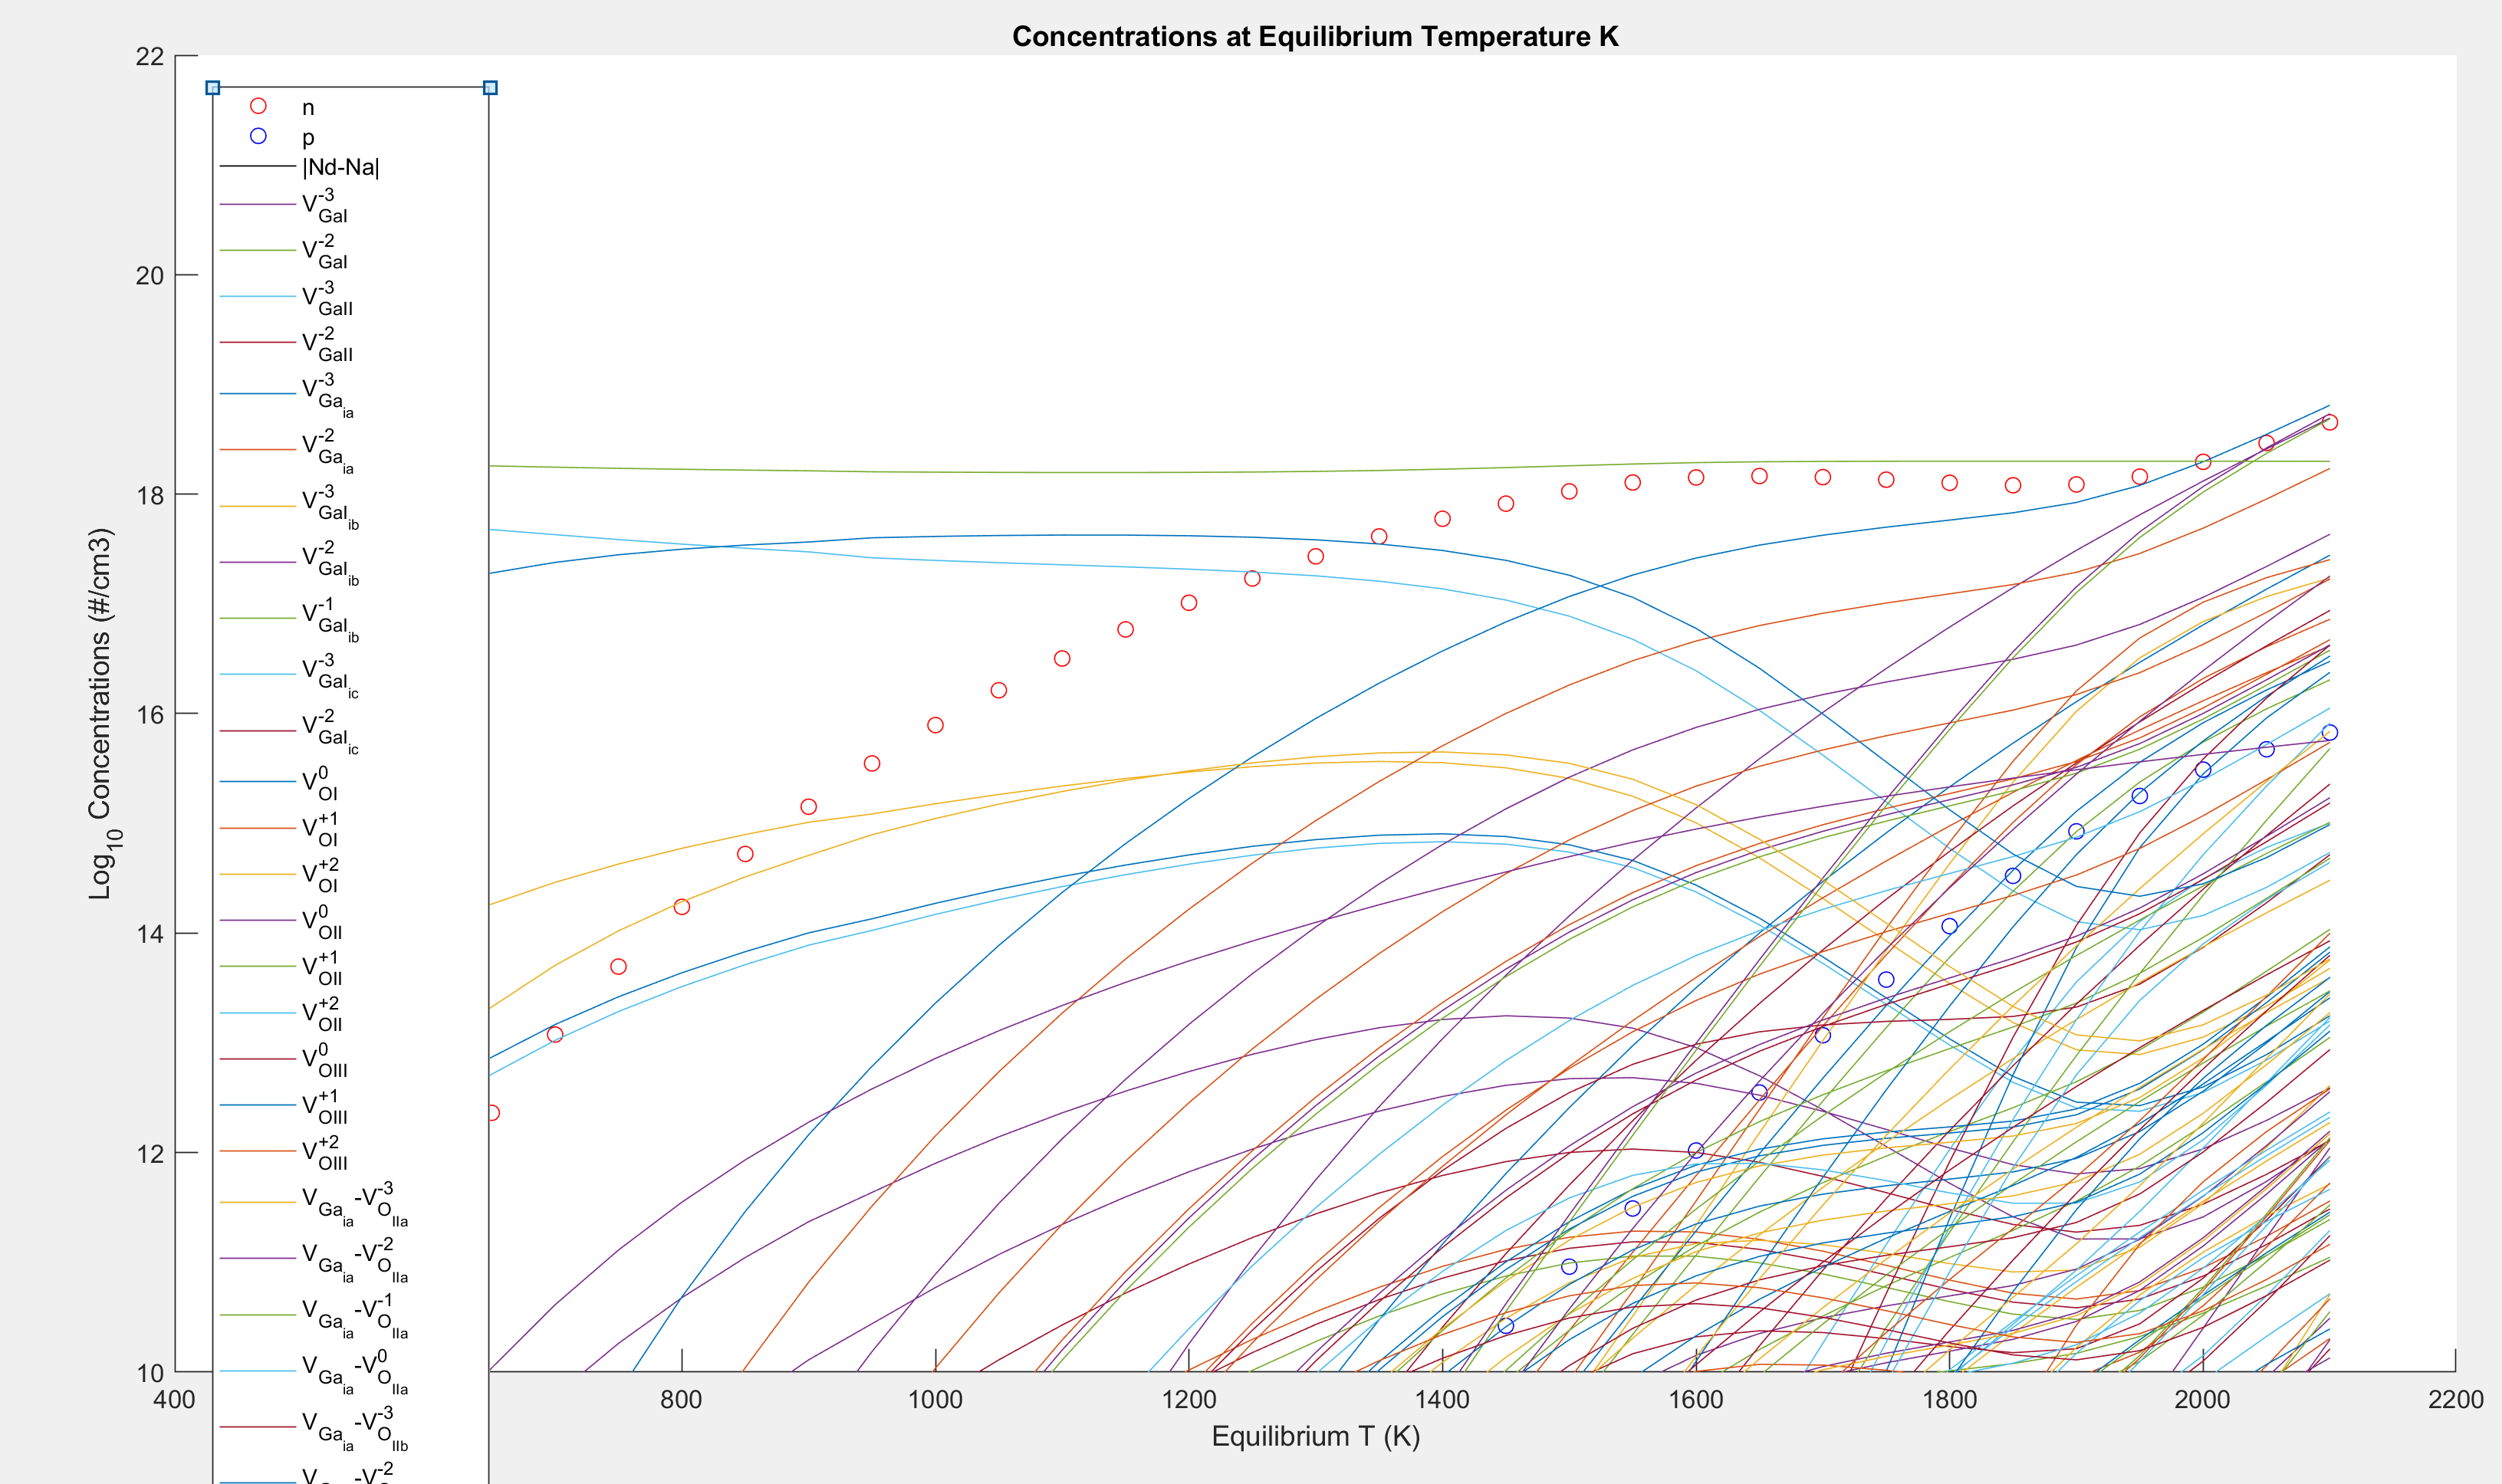 Concentrations at Equilibrium Temperature K
22
20
18
16
14
12
10
Log10 Concentrations (#/cm3)
n
p
|Nd-Na|
V-3GaI
V-2GaI
V-3GaII
V-2GaII
V-3Gaia
V-2Gaia
V-3GaIib
V-2GaIib
V-1GaIib
V-3GaIic
V-2GaIic
V0OI
V+1OI
V+2OI
V0OII
V+1OII
V+2OII
V0OIII
V+1OIII
V+2OIII
VGaia-V-3OIIa
VGaia-V-2OIIa
VGaia-V-1OIIa
VGaia-V0OIIa
VGaia-V-3OIIb
400 800 1000 1200 1400 1600 1800 2000 2200
Equilibrium T (K)